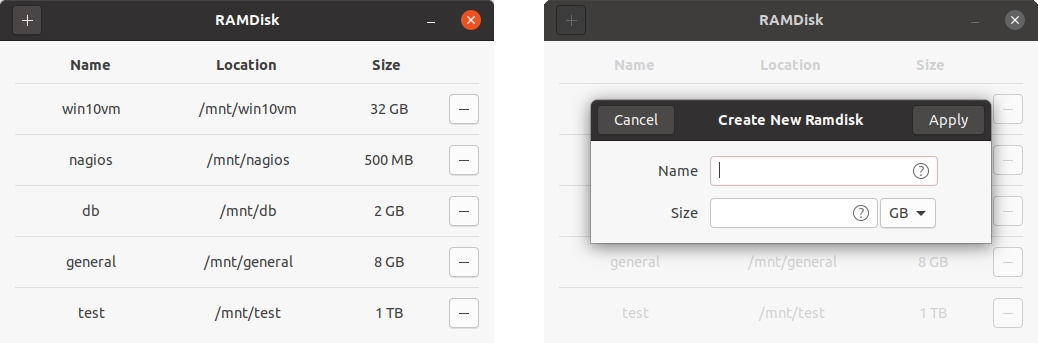 RAMDisk
Name Location Size
win10vm /mnt/win10vm 32 GB
nagios /mnt/nagios 500 MB
db /mnt/db 2 GB
general /mnt/general 8 GB
test /mnt/test 1 TB
RAMDisk
Name Location Size
Cancel Create New Ramdisk Apply
Name
Size GB
general /mnt/general 8 GB
test /mnt/test 1 TB